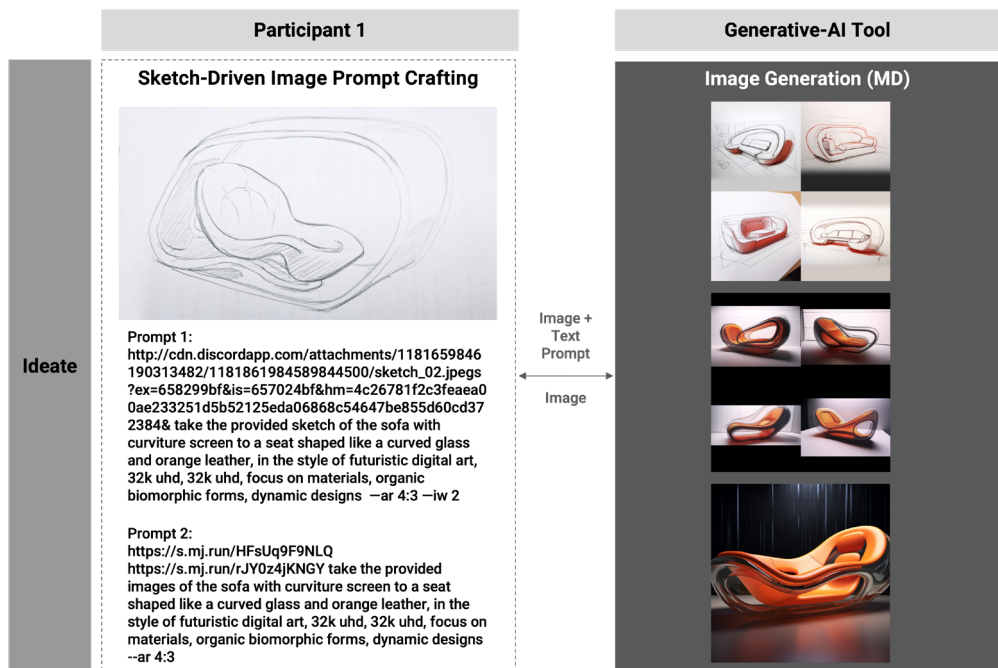 Participant 1
Generative-AI Tool
Ideate
Sketch-Driven Image Prompt Crafting
Prompt 1:
http://cdn.discordapp.com/attachments/1181659846
190313482/1181861984589844500/sketch_02.jpegs
?ex=658299bf&is=657024bf&hm=4c26781f2c3feaea0
0ae233251d5b52125eda06868c54647be855d60cd37
2384& take the provided sketch of the sofa with
curviture screen to a seat shaped like a curved glass
and orange leather, in the style of futuristic digital art,
32k uhd, 32k uhd, focus on materials, organic
biomorphic forms, dynamic designs —ar 4:3 —iw 2
Prompt 2:
https://s.mj.run/HFsUq9F9NLQ
https://s.mj.run/rJY0z4jKNGY take the provided
images of the sofa with curviture screen to a seat
shaped like a curved glass and orange leather, in the
style of futuristic digital art, 32k uhd, 32k uhd, focus on
materials, organic biomorphic forms, dynamic designs
--ar 4:3
Image +
Text
Prompt
Image
Image Generation (MD)